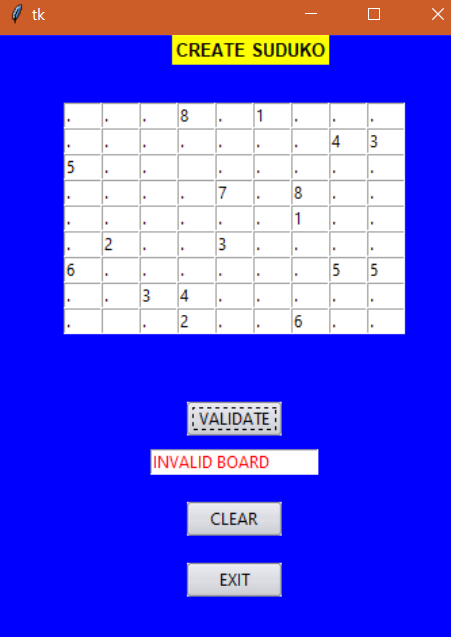 tk
CREATE SUDUKO
. . . 8 . 1 . . .
. . . . . . . 4 3
5 . . . . . . . .
. . . . 7 . 8 . .
. . . . . . 1 . .
. 2 . . 3 . . . .
6 . . . . . . 5 5
. . 3 4 . . . . .
. . 2 . . 6 . .
VALIDATE
INVALID BOARD
CLEAR
EXIT